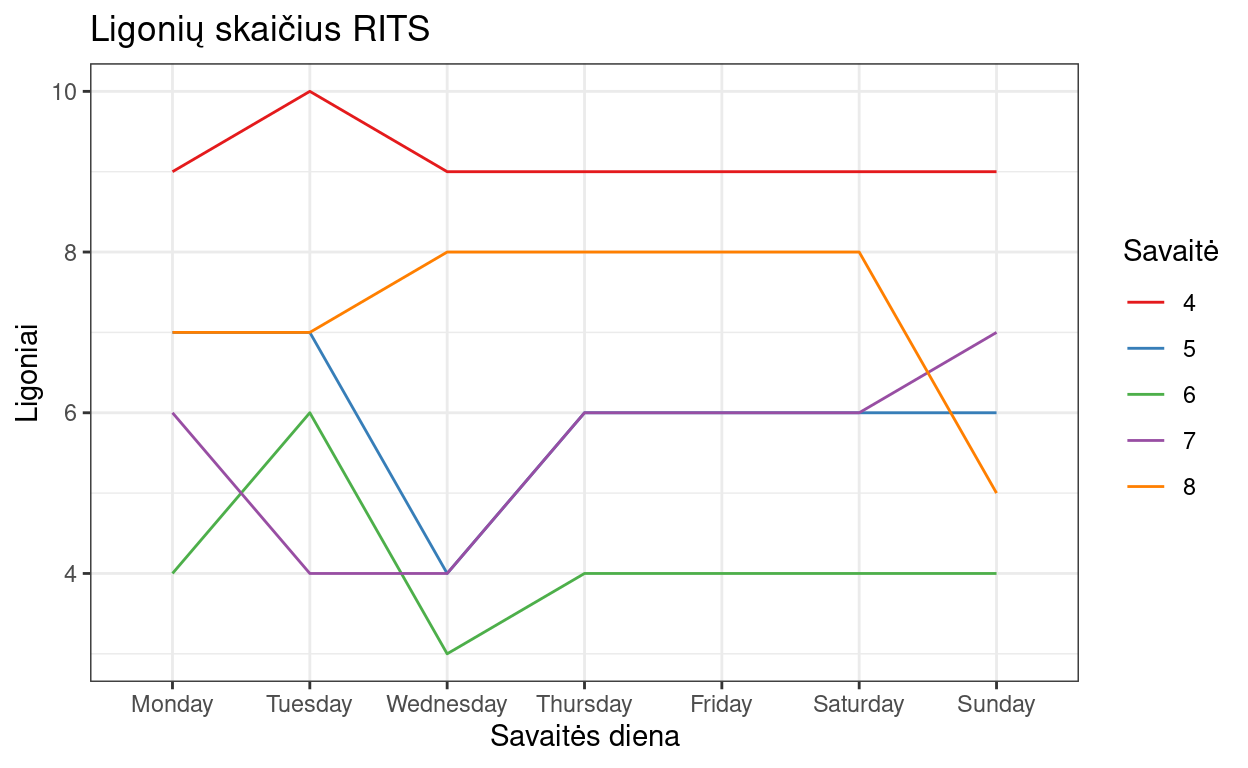 Ligonių skaičius RITS
10
8
6
4
Ligoniai
Monday Tuesday Wednesday Thursday Friday Saturday Sunday
Savaitės diena
Savaitė
4
5
6
7
8